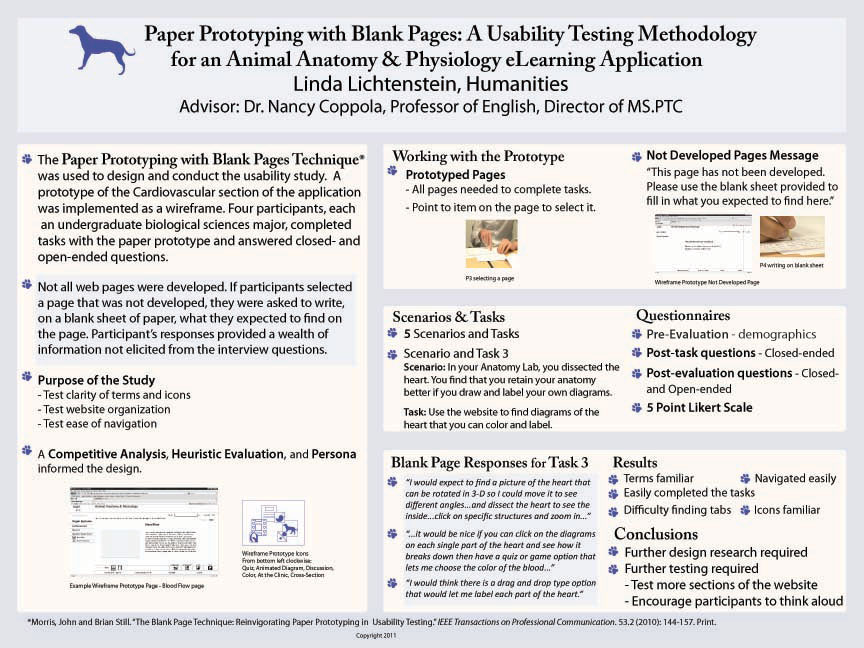 Paper Prototyping with Blank Pages: A Usability Testing Methodology
for an Animal Anatomy & Physiology eLearning Application
Linda Lichtenstein, Humanities
Advisor: Dr. Nancy Coppola, Professor of English, Director of MS.PTC
The Paper Prototyping with Blank Pages Technique*
was used to design and conduct the usability study. A
prototype of the Cardiovascular section of the application
was implemented as a wireframe. Four participants, each
an undergraduate biological sciences major, completed
tasks with the paper prototype and answered closed- and
open-ended questions.
Not all web pages were developed. If participants selected
a page that was not developed, they were asked to write,
on a blank sheet of paper, what they expected to find on
the page. Participant's responses provided a wealth of
information not elicited from the interview questions.
Purpose of the Study
- Test clarity of terms and icons
- Test website organization
- Test ease of navigation
A Competitive Analysis, Heuristic Evaluation, and Persona
informed the design.
Example Wireframe Prototype Page - Blood Flow page
Wireframe Prototype Icons
From bottom left clockwise:
Quiz, Animated Diagram, Discussion,
Color, At the Clinic, Cross-Section
Working with the Prototype
Prototyped Pages
- All pages needed to complete tasks.
- Point to item on the page to select it.
P3 selecting a page
Not Developed Pages Message
"This page has not been developed.
Please use the blank sheet provided to
fill in what you expected to find here."
P4 writing on blank sheet
Wireframe Prototype Not Developed Page
Scenarios & Tasks
5 Scenarios and Tasks
Scenario and Task 3
Scenario: In your Anatomy Lab, you dissected the
heart. You find that you retain your anatomy
better if you draw and label your own diagrams.
Task: Use the website to find diagrams of the
heart that you can color and label.
Questionnaires
Pre-Evaluation - demographics
Post-task questions - Closed-ended
Post-evaluation questions - Closed-
and Open-ended
5 Point Likert Scale
Blank Page Responses for Task 3
"I would expect to find a picture of the heart that
can be rotated in 3-D so I could move it to see
different angles...and dissect the heart to see the
inside...click on specific structures and zoom in..."
"...it would be nice if you can click on the diagrams
on each single part of the heart and see how it
breaks down then have a quiz or game option that
lets me choose the color of the blood..."
"I would think there is a drag and drop type option
that would let me label each part of the heart."
Results
Terms familiar
Navigated easily
Easily completed the tasks
Difficulty finding tabs
Icons familiar
Conclusions
Further design research required
Further testing required
- Test more sections of the website
- Encourage participants to think aloud
*Morris, John and Brian Still. "The Blank Page Technique: Reinvigorating Paper Prototyping in Usability Testing." IEEE Transactions on Professional Communication. 53.2 (2010): 144-157. Print.
Copyright 2011